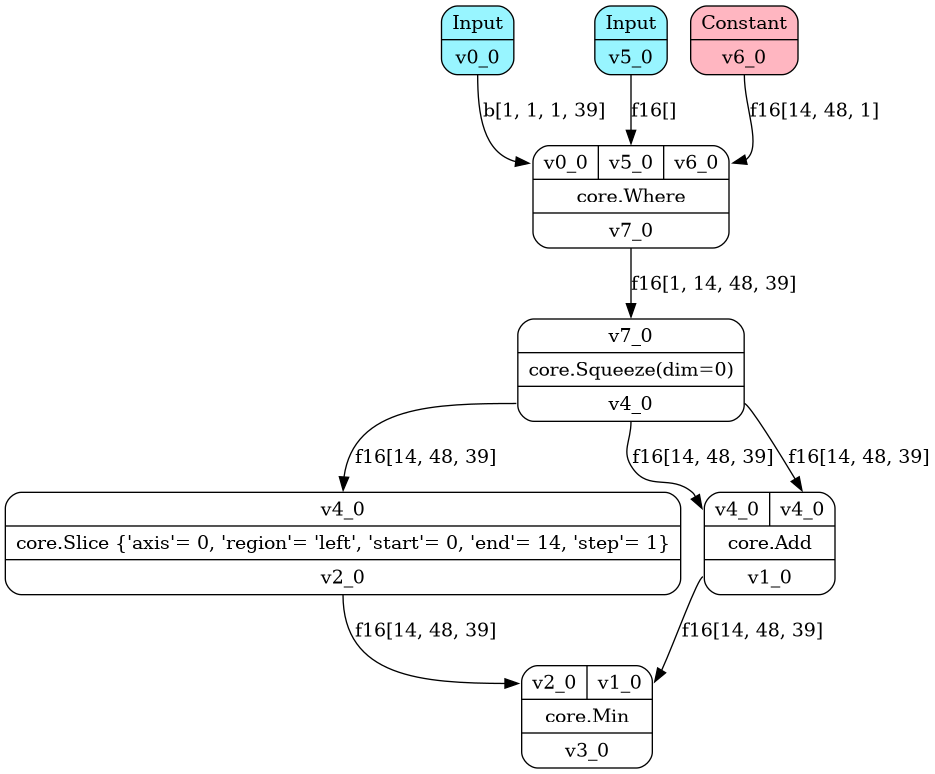 Input
v0_0
Input
v5_0
Constant
v6_0
b[1, 1, 1, 39]
f16[]
f16[14, 48, 1]
v0_0 v5_0 v6_0
core.Where
v7_0
f16[1, 14, 48, 39]
v7_0
core.Squeeze(dim=0)
v4_0
f16[14, 48, 39]
f16[14, 48, 39]
f16[14, 48, 39]
v4_0
core.Slice {'axis'= 0, 'region'= 'left', 'start'= 0, 'end'= 14, 'step'= 1}
v2_0
v4_0 v4_0
core.Add
v1_0
f16[14, 48, 39]
f16[14, 48, 39]
v2_0 v1_0
core.Min
v3_0